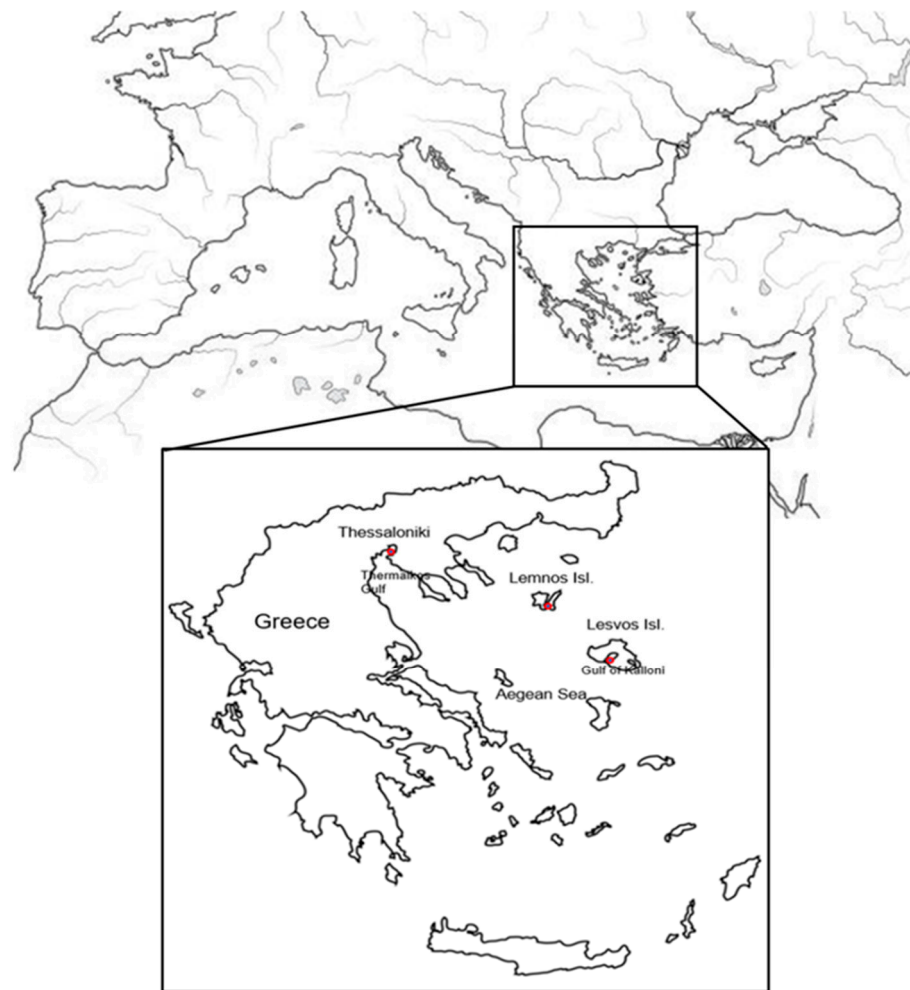 Thessaloniki
Thermaikos
Gulf
Lemnos Isl.
Greece
Lesvos Isl.
Gulf of Kalloni
Aegean Sea